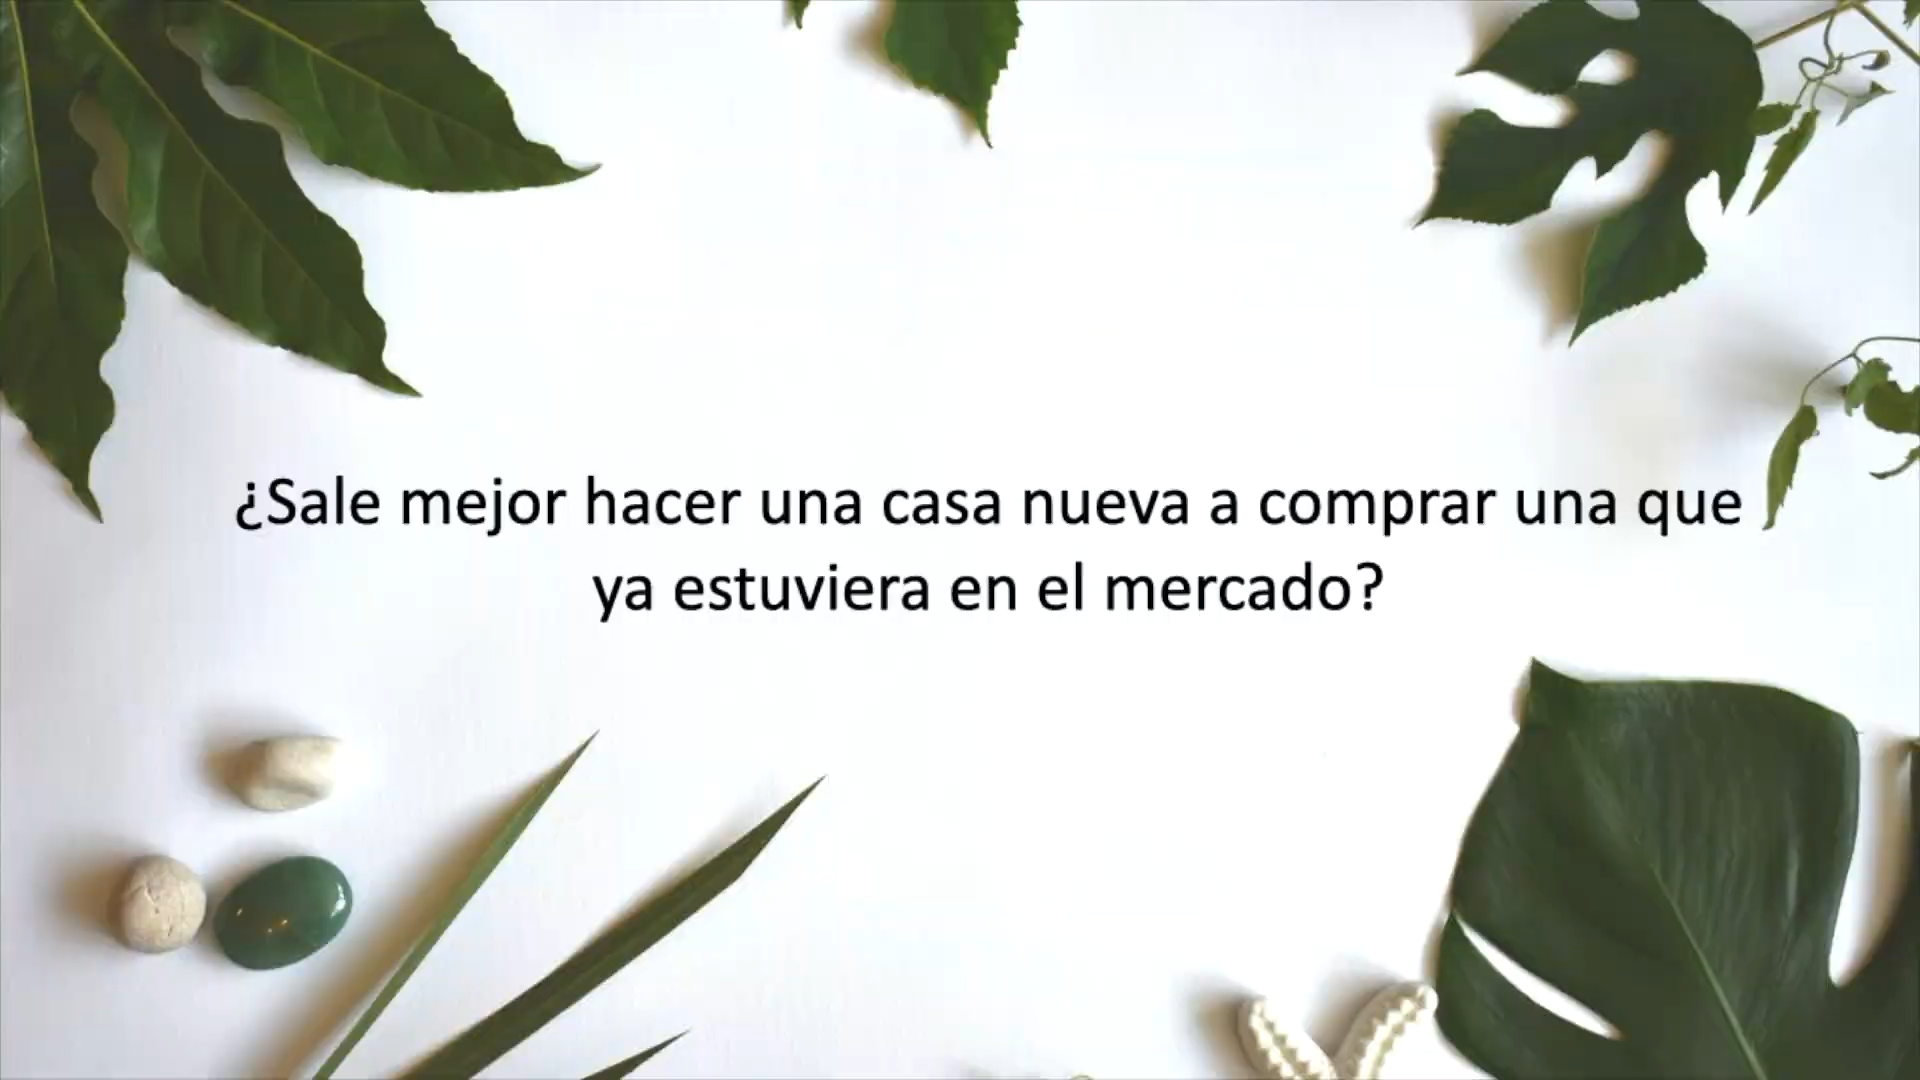 ¿Sale mejor hacer una casa nueva a comprar una que
ya estuviera en el mercado?